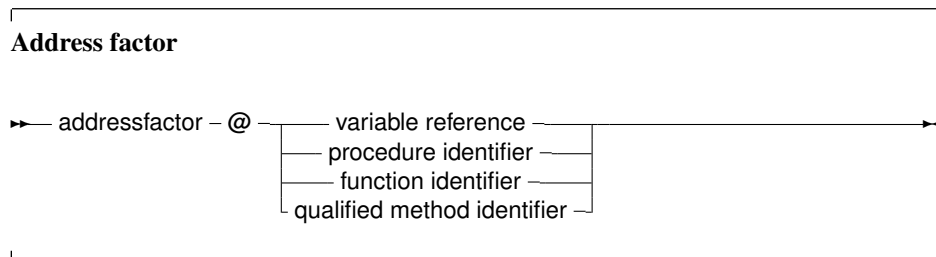 Address factor
addressfactor @ variable reference
procedure identifier
function identifier
qualified method identifier